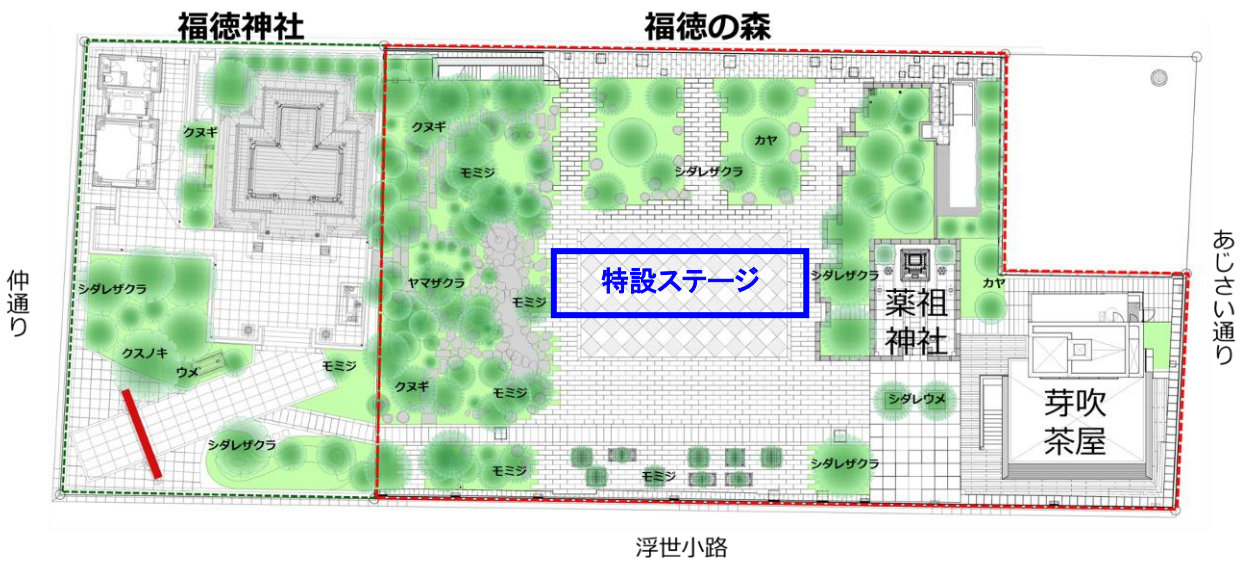 福徳神社
福徳の森
クヌギ
クヌギ
モミジ
カヤ
シダレザクラ
仲通り
シダレザクラ
ヤマザクラ
モミジ
特設ステージ
シダレザクラ
薬祖
神社
カヤ
あじさい通り
クスノキ
ウメ
モミジ
クヌギ
モミジ
シダレウメ
芽吹
茶屋
シダレザクラ
モミジ
モミジ
シダレザクラ
浮世小路